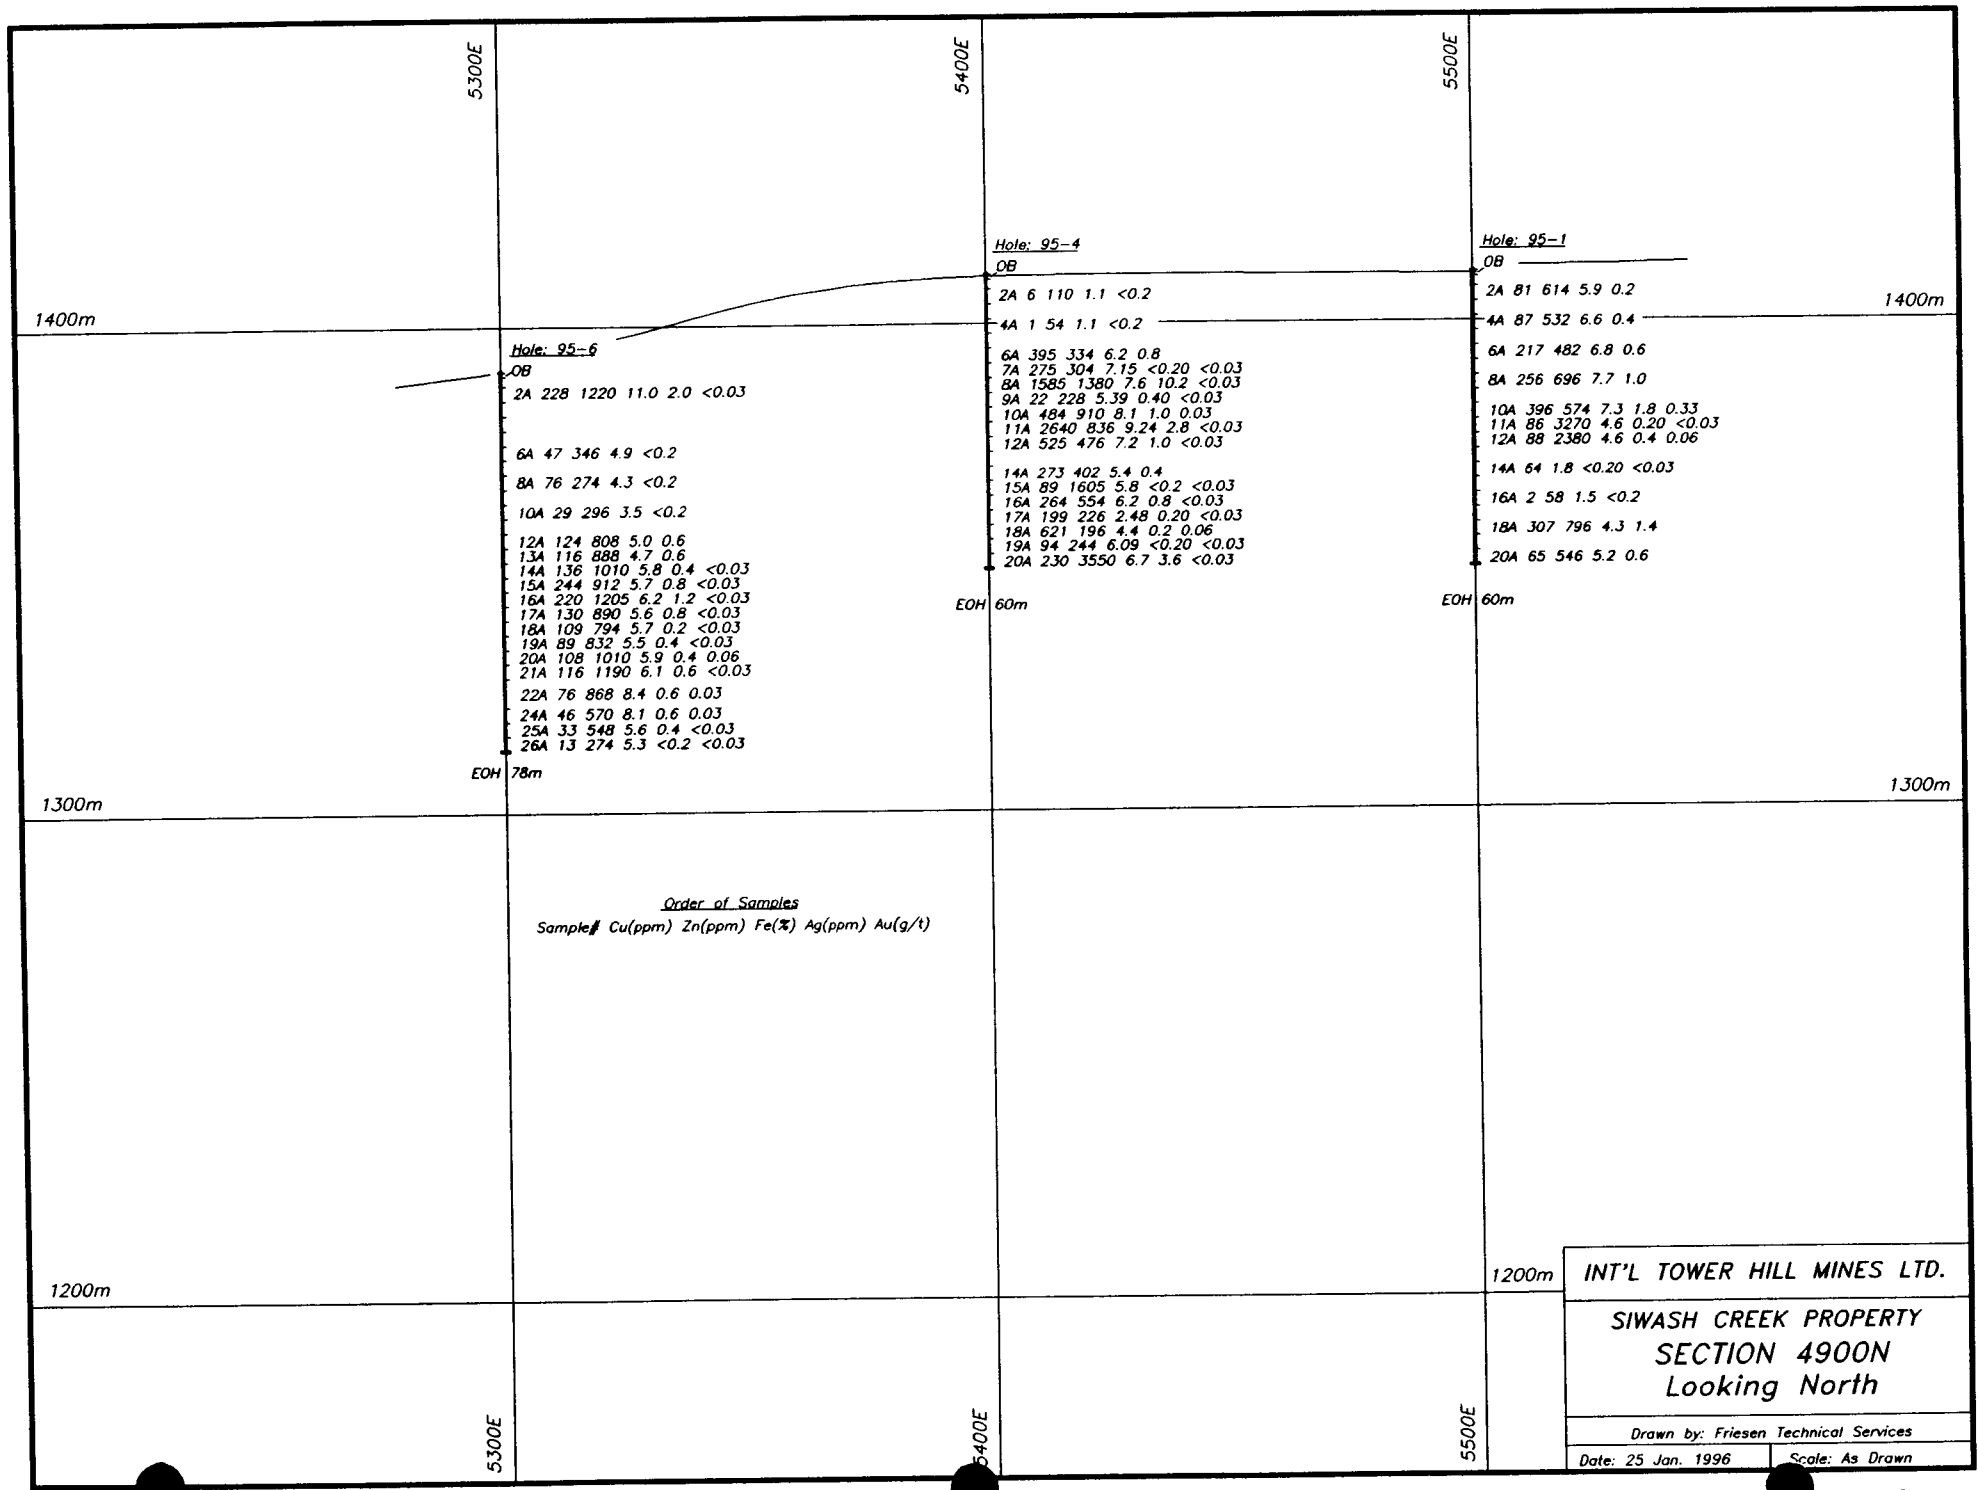 5300E
5400E
5500E
Hole: 95-4
OB
2A 6 110 1.1 <0.2
4A 1 54 1.1 <0.2
6A 395 334 6.2 0.8
7A 275 304 7.15 <0.20 <0.03
8A 1585 1380 7.6 10.2 <0.03
9A 22 228 5.39 0.40 <0.03
10A 484 910 8.1 1.0 0.03
11A 2640 836 9.24 2.8 <0.03
12A 525 476 7.2 1.0 <0.03
14A 273 402 5.4 0.4
15A 89 1605 5.8 <0.2 <0.03
16A 264 554 6.2 0.8 <0.03
17A 199 226 2.48 0.20 <0.03
18A 621 196 4.4 0.2 0.06
19A 94 244 6.09 <0.20 <0.03
20A 230 3550 6.7 3.6 <0.03
EOH 60m
Hole: 95-1
OB
2A 81 614 5.9 0.2
4A 87 532 6.6 0.4
6A 217 482 6.8 0.6
8A 256 696 7.7 1.0
10A 396 574 7.3 1.8 0.33
11A 86 3270 4.6 0.20 <0.03
12A 88 2380 4.6 0.4 0.06
14A 64 1.8 <0.20 <0.03
16A 2 58 1.5 <0.2
18A 307 796 4.3 1.4
20A 65 546 5.2 0.6
EOH 60m
1400m
1400m
Hole: 95-6
OB
2A 228 1220 11.0 2.0 <0.03
6A 47 346 4.9 <0.2
8A 76 274 4.3 <0.2
10A 29 296 3.5 <0.2
12A 124 808 5.0 0.6
13A 116 888 4.7 0.6
14A 136 1010 5.8 0.4 <0.03
15A 244 912 5.7 0.8 <0.03
16A 220 1205 6.2 1.2 <0.03
17A 130 890 5.6 0.8 <0.03
18A 109 794 5.7 0.2 <0.03
19A 89 832 5.5 0.4 <0.03
20A 108 1010 5.9 0.4 0.06
21A 116 1190 6.1 0.6 <0.03
22A 76 868 8.4 0.6 0.03
24A 46 570 8.1 0.6 0.03
25A 33 548 5.6 0.4 <0.03
26A 13 274 5.3 <0.2 <0.03
EOH 78m
1300m
1300m
Order of Samples
Sample# Cu(ppm) Zn(ppm) Fe(%) Ag(ppm) Au(g/t)
1200m
1200m
INT'L TOWER HILL MINES LTD.
SIWASH CREEK PROPERTY
SECTION 4900N
Looking North
Drawn by: Friesen Technical Services
Date: 25 Jan. 1996
Scale: As Drawn
5300E
5400E
5500E